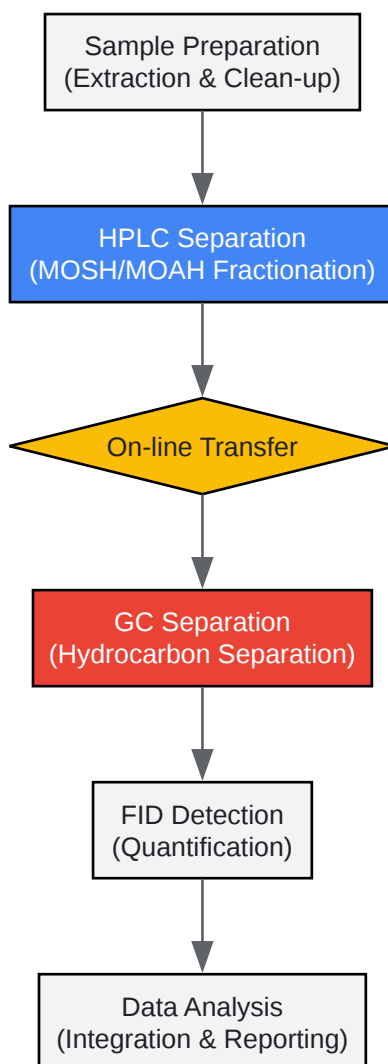 Sample Preparation
(Extraction & Clean-up)
HPLC Separation
(MOSH/MOAH Fractionation)
On-line Transfer
GC Separation
(Hydrocarbon Separation)
FID Detection
(Quantification)
Data Analysis
(Integration & Reporting)